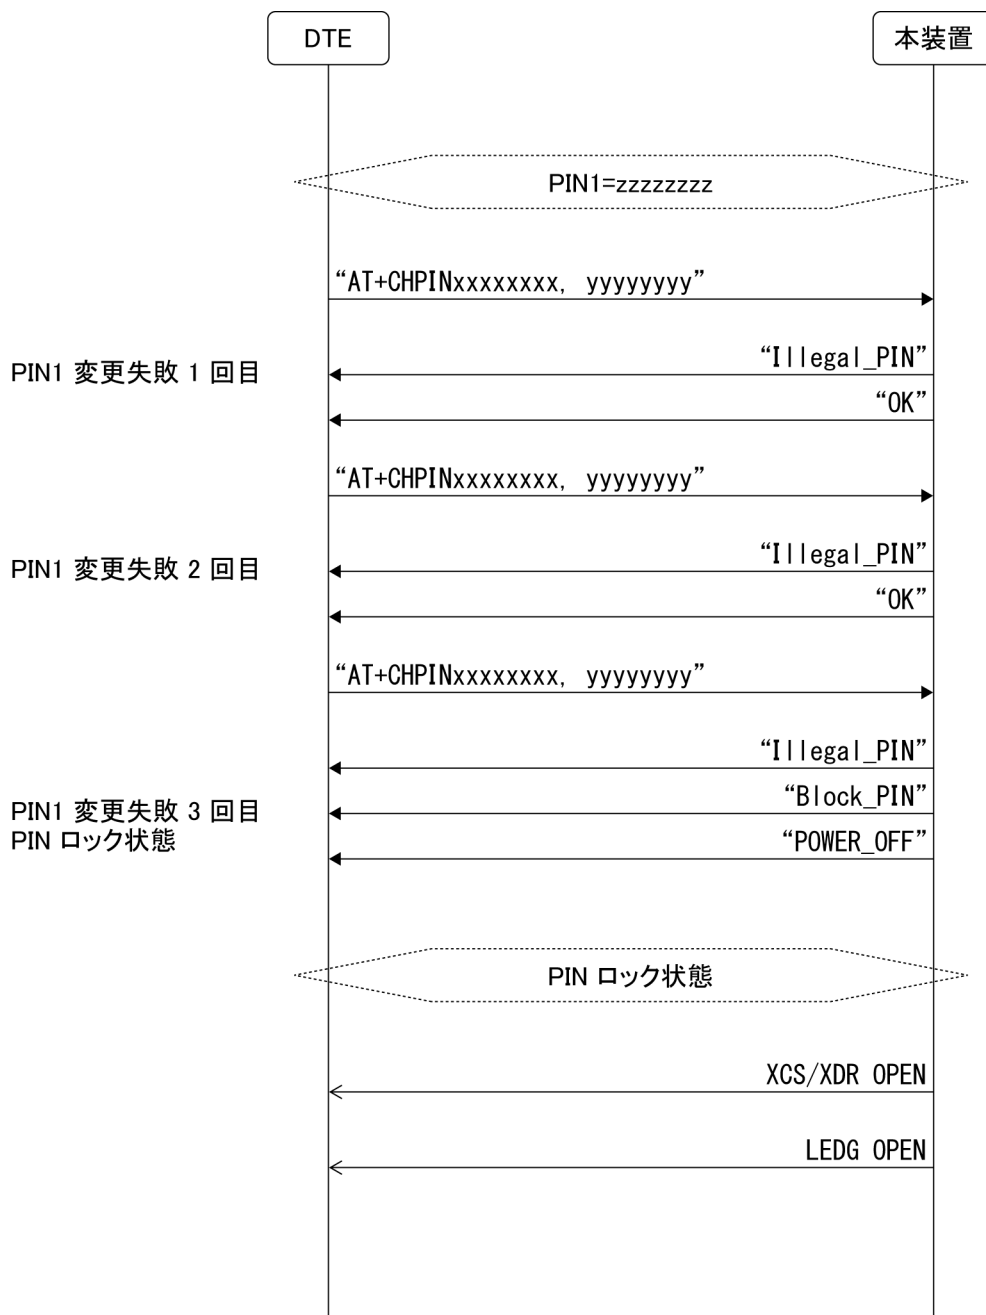 DTE
本装置
PIN1=zzzzzzzz
“AT+CHPINxxxxxxxx, yyyyyyyy”
“Illegal_PIN”
PIN1 変更失敗 1 回目
“OK”
“AT+CHPINxxxxxxxx, yyyyyyyy”
“Illegal_PIN”
PIN1 変更失敗 2 回目
“OK”
“AT+CHPINxxxxxxxx, yyyyyyyy”
“Illegal_PIN”
“Block_PIN”
PIN1 変更失敗 3 回目
PIN ロック状態
“POWER_OFF”
PIN ロック状態
XCS/XDR OPEN
LEDG OPEN